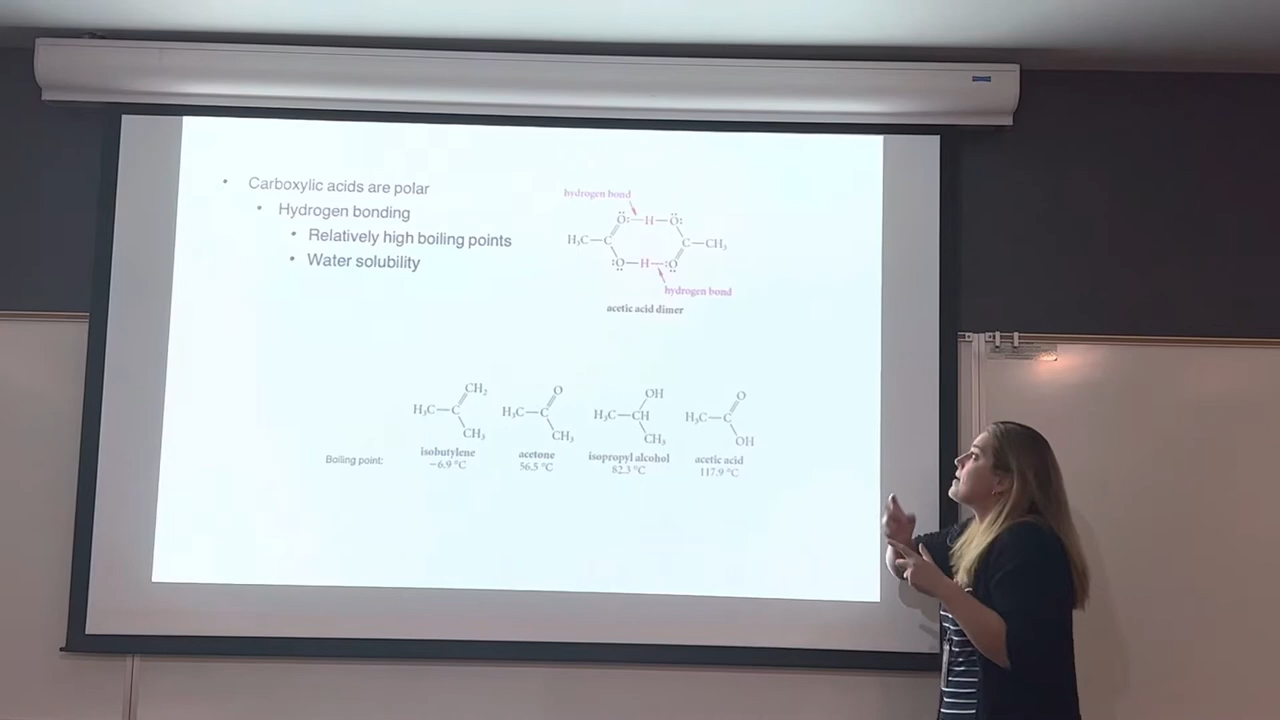 • Carboxylic acids are polar
• Hydrogen bonding
• Relatively high boiling points
• Water solubility
hydrogen bond
Ö:—H—Ö:
H₃C—C C—CH₃
:O—H—:O
hydrogen bond
acetic acid dimer
CH₂
H₃C—C
CH₃
O
H₃C—C
CH₃
OH
H₃C—CH
CH₃
O
H₃C—C
OH
Boiling point:
isobutylene
−6.9 °C
acetone
56.5 °C
isopropyl alcohol
82.3 °C
acetic acid
117.9 °C